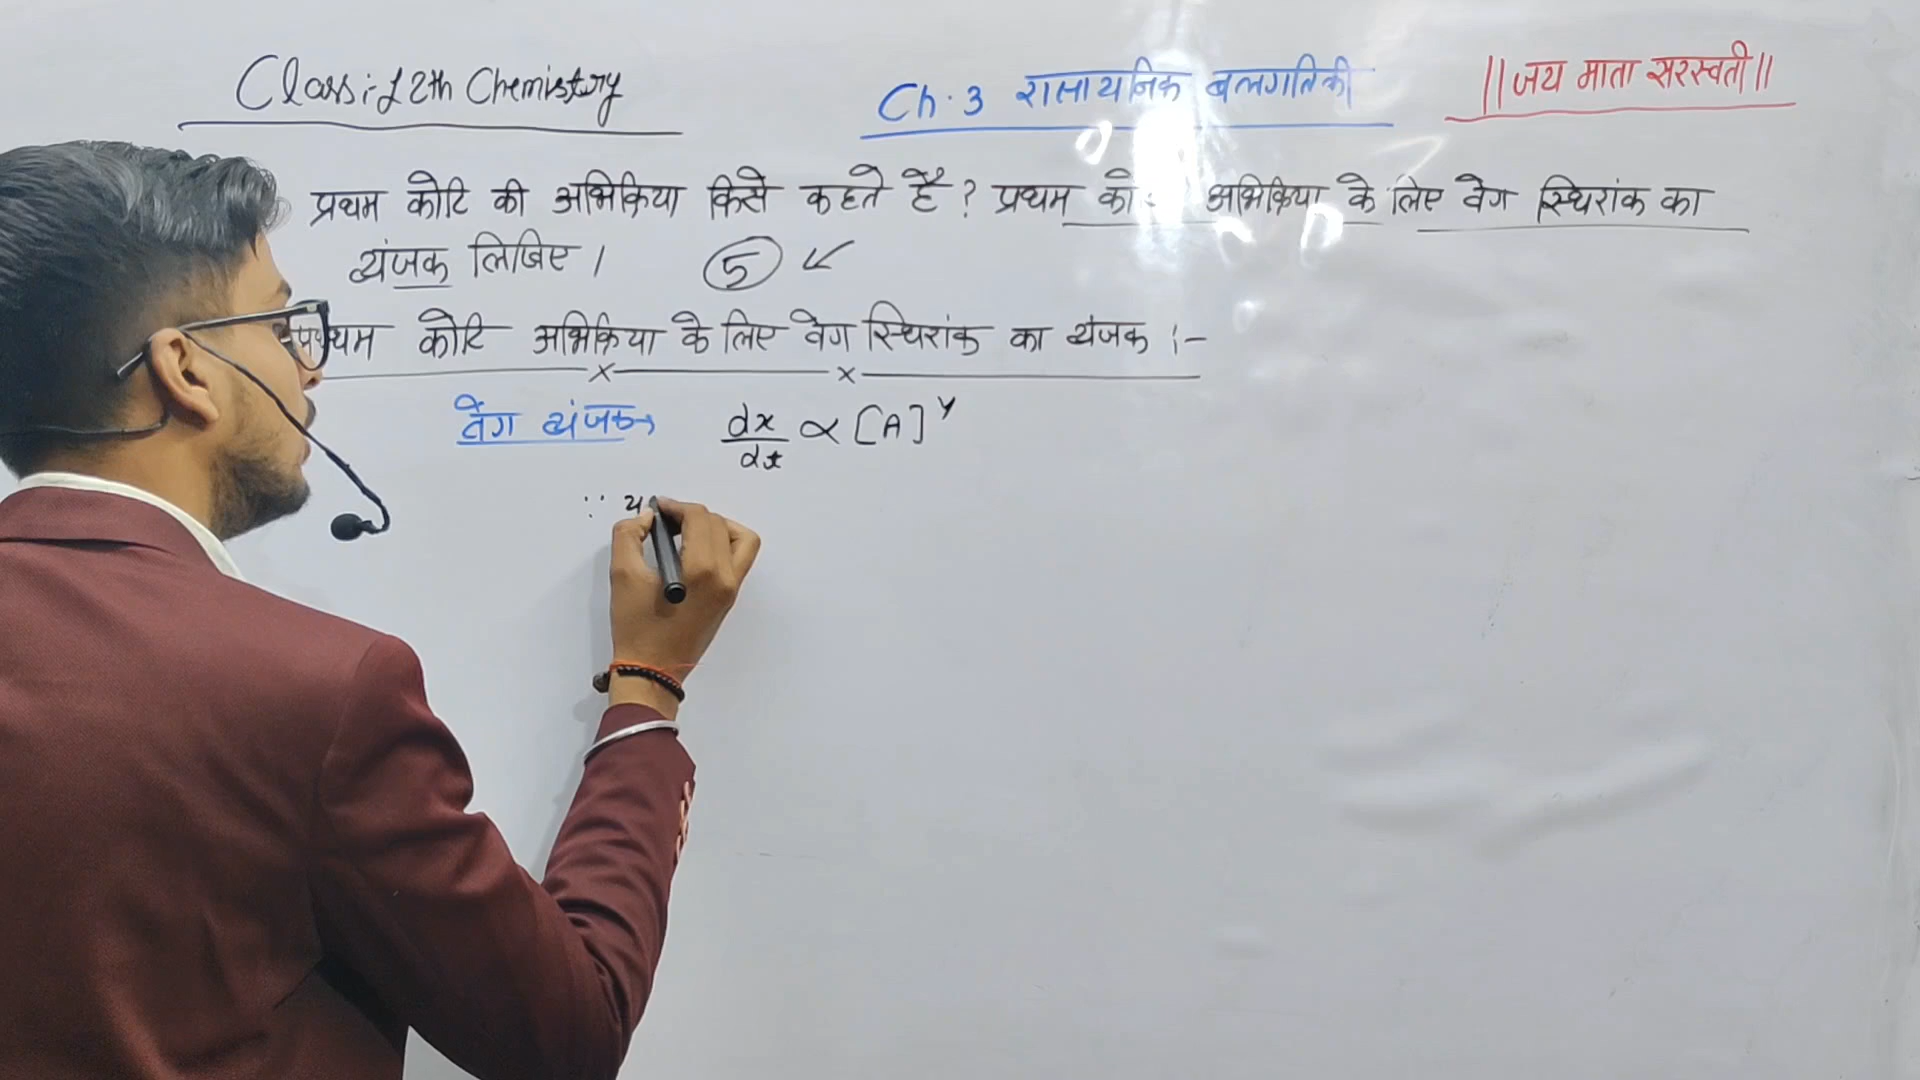 Class:-12th Chemistry
Ch.3 रासायनिक बलगतिकी
||जय माता सरस्वती||
प्रथम कोटि की अभिक्रिया किसे कहते है? प्रथम को अभिक्रिया के लिए वेग स्थिरांक का
व्यंजक लिखिए। 5
प्रथम कोटि अभिक्रिया के लिए वेग स्थिरांक का व्यंजक :-
वेग व्यंजक→ dx/dt ∝ [A]^y
∵